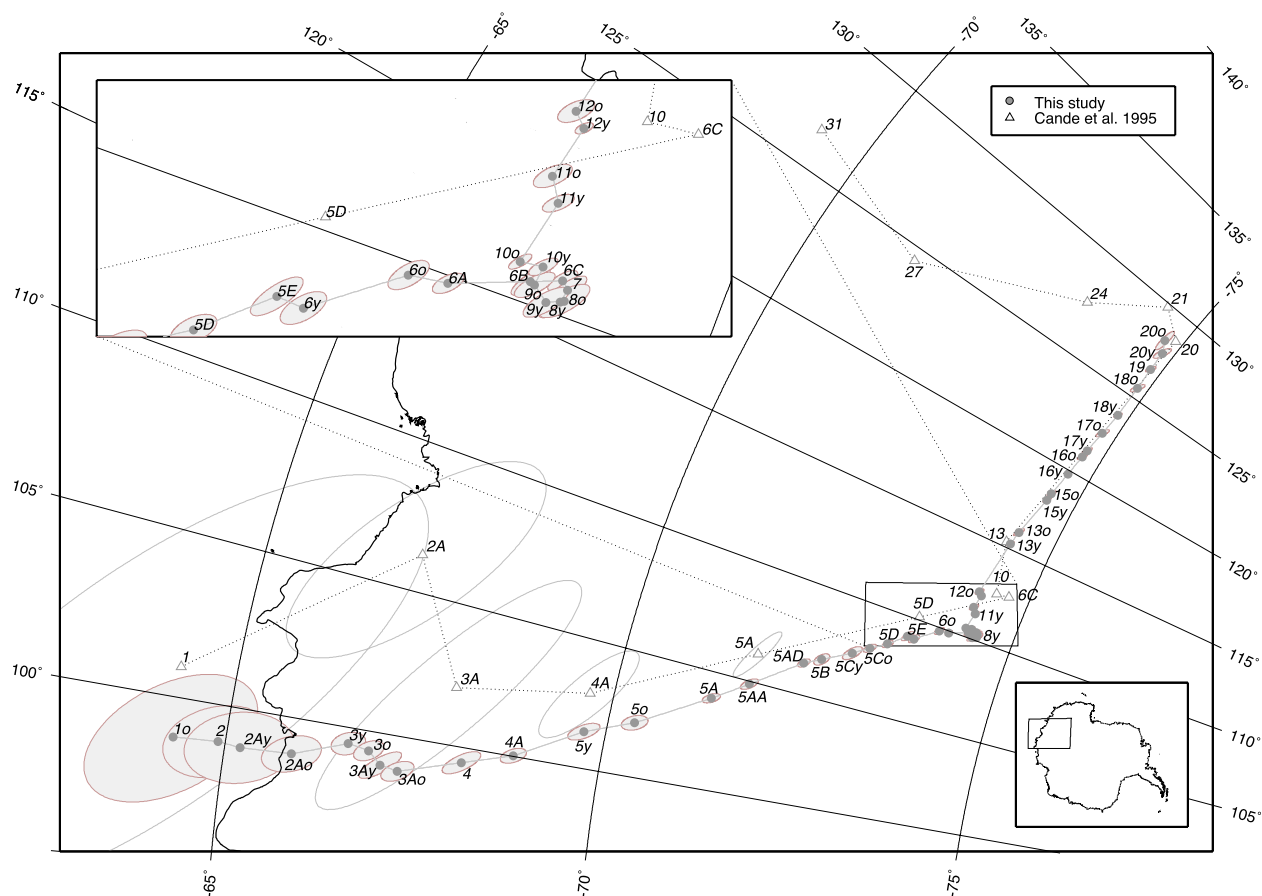 120°
-65°
125°
130°
-70°
135°
140°
115°
12o
12y
10
6C
11o
11y
5D
10o
10y
6o
6A
6B
6C
7
9o
8o
9y
8y
5E
6y
5D
31
This study
Cande et al. 1995
27
24
21
20o
20
20y
19
18o
18y
17o
17y
16o
16y
15o
15y
13
13o
13y
10
12o
6C
5D
11y
6o
5E
5D
8y
135°
-75°
130°
125°
120°
115°
110°
105°
110°
105°
100°
2A
1
3A
4A
5A
5AD
5B
5Cy
5Co
5A
5AA
5o
5y
4A
4
3Ao
3Ay
3o
3y
2Ao
2Ay
2
1o
-65°
-70°
-75°